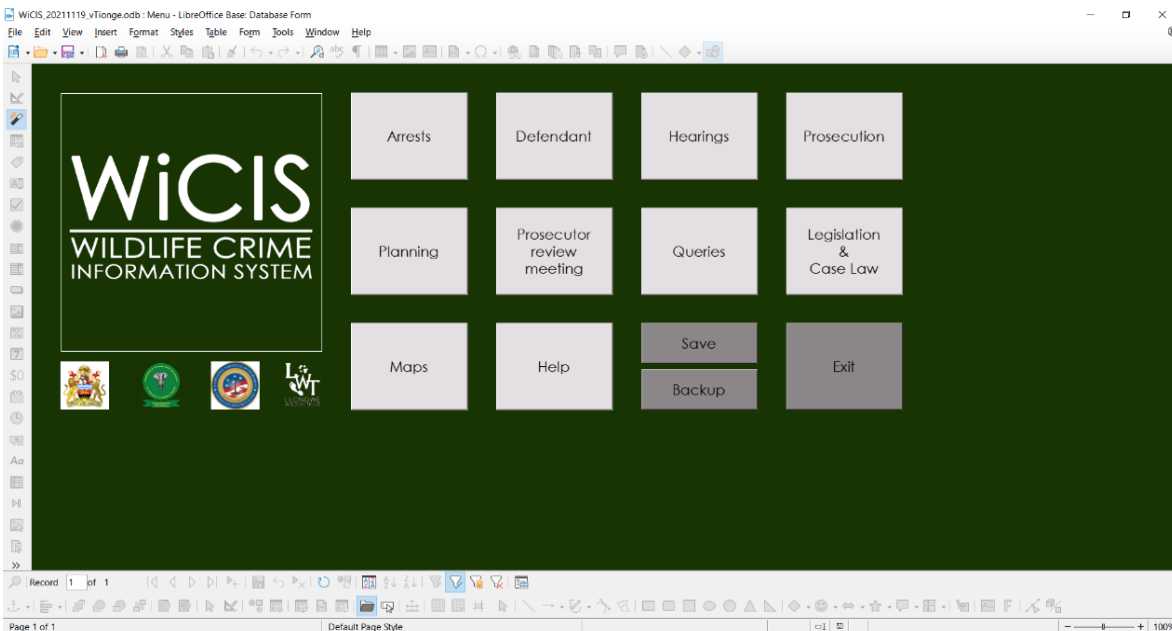 WiCIS_20211119_vTionge.odb : Menu - LibreOffice Base: Database Form
File Edit View Insert Format Styles Table Form Tools Window Help
WiCIS
WILDLIFE CRIME
INFORMATION SYSTEM
Arrests
Defendant
Hearings
Prosecution
Planning
Prosecutor
review
meeting
Queries
Legislation
&
Case Law
Maps
Help
Save
Backup
Exit
LWT
Record 1 of 1
Page 1 of 1
Default Page Style
100%